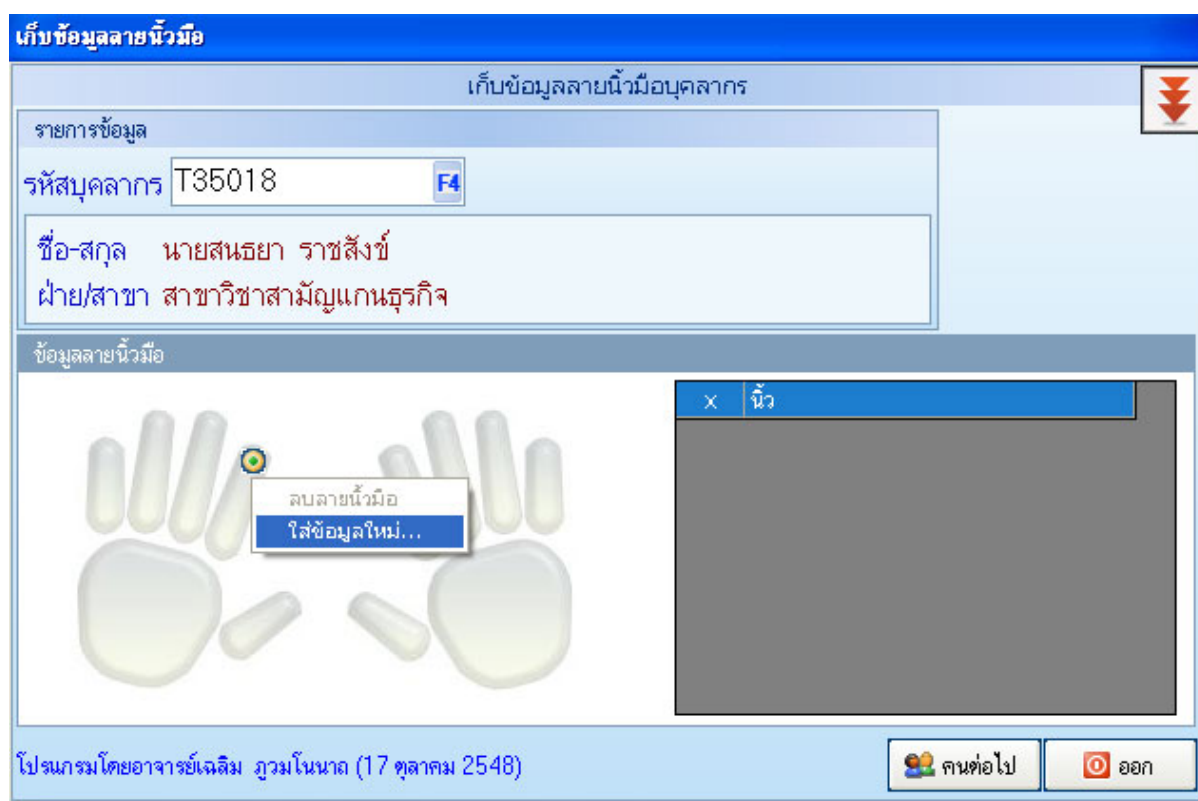 เก็บข้อมูลลายนิ้วมือ
เก็บข้อมูลลายนิ้วมือบุคลากร
รายการข้อมูล
รหัสบุคลากร T35018 F4
ชื่อ-สกุล นายสนธยา ราชสังข์
ฝ่าย/สาขา สาขาวิชาสามัญแกนธุรกิจ
ข้อมูลลายนิ้วมือ
x นิ้ว
ลบลายนิ้วมือ
ใส่ข้อมูลใหม่...
โปรแกรมโดยอาจารย์เฉลิม ภูวมโนนาถ (17 ตุลาคม 2548)
คนต่อไป
ออก